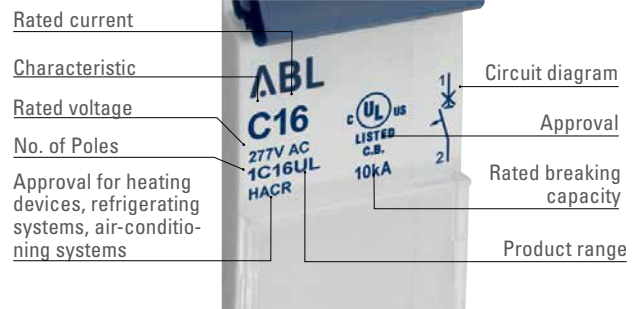 Rated current
Characteristic
Rated voltage
No. of Poles
Approval for heating
devices, refrigerating
systems, air-conditio-
ning systems
ABL
C16
277V AC
1C16UL
HACR
C UL US
LISTED
C.B.
10kA
1
2
Circuit diagram
Approval
Rated breaking
capacity
Product range